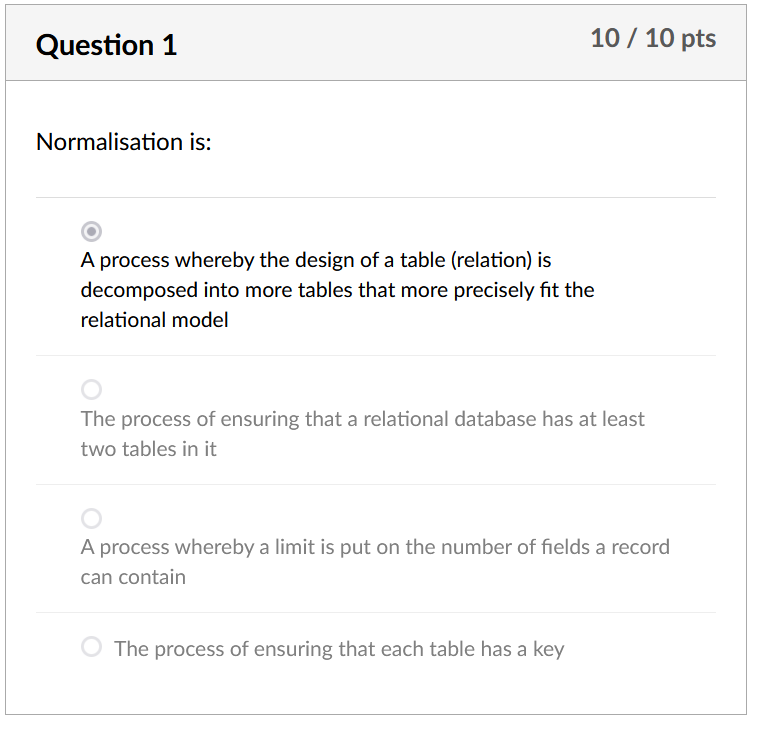 Question 1
10 / 10 pts
Normalisation is:
A process whereby the design of a table (relation) is
decomposed into more tables that more precisely fit the
relational model
The process of ensuring that a relational database has at least
two tables in it
A process whereby a limit is put on the number of fields a record
can contain
The process of ensuring that each table has a key